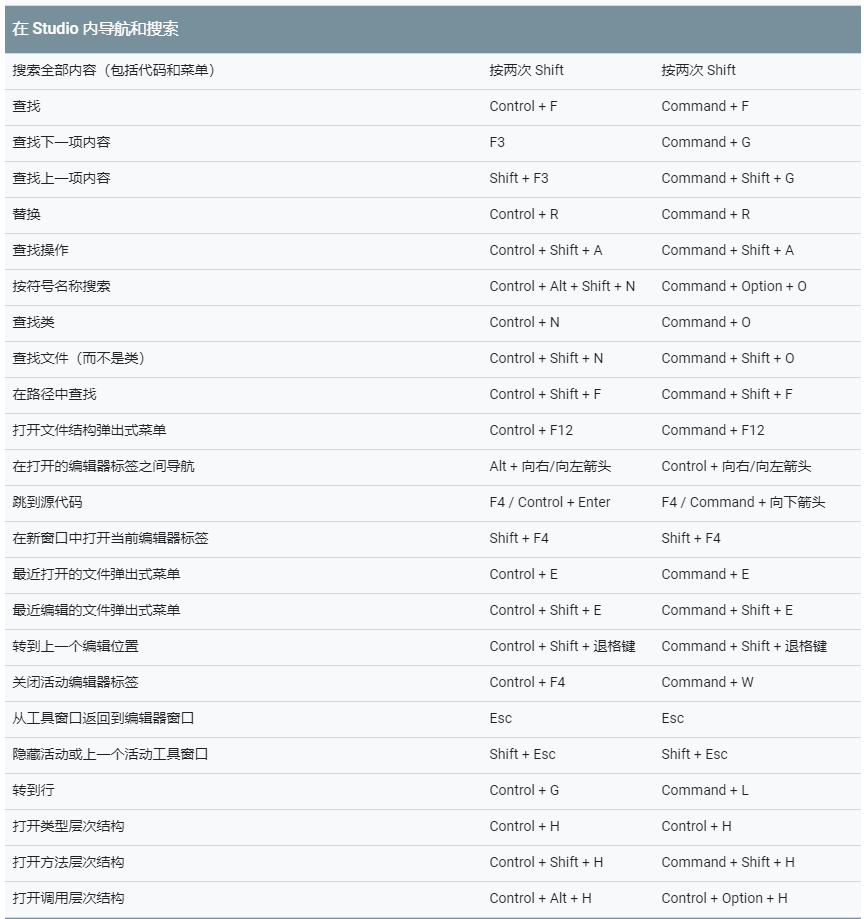 在 Studio 内导航和搜索
搜索全部内容（包括代码和菜单） 按两次 Shift 按两次 Shift
查找 Control + F Command + F
查找下一项内容 F3 Command + G
查找上一项内容 Shift + F3 Command + Shift + G
替换 Control + R Command + R
查找操作 Control + Shift + A Command + Shift + A
按符号名称搜索 Control + Alt + Shift + N Command + Option + O
查找类 Control + N Command + O
查找文件（而不是类） Control + Shift + N Command + Shift + O
在路径中查找 Control + Shift + F Command + Shift + F
打开文件结构弹出式菜单 Control + F12 Command + F12
在打开的编辑器标签之间导航 Alt + 向右/向左箭头 Control + 向右/向左箭头
跳到源代码 F4 / Control + Enter F4 / Command + 向下箭头
在新窗口中打开当前编辑器标签 Shift + F4 Shift + F4
最近打开的文件弹出式菜单 Control + E Command + E
最近编辑的文件弹出式菜单 Control + Shift + E Command + Shift + E
转到上一个编辑位置 Control + Shift + 退格键 Command + Shift + 退格键
关闭活动编辑器标签 Control + F4 Command + W
从工具窗口返回到编辑器窗口 Esc Esc
隐藏活动或上一个活动工具窗口 Shift + Esc Shift + Esc
转到行 Control + G Command + L
打开类型层次结构 Control + H Control + H
打开方法层次结构 Control + Shift + H Command + Shift + H
打开调用层次结构 Control + Alt + H Control + Option + H